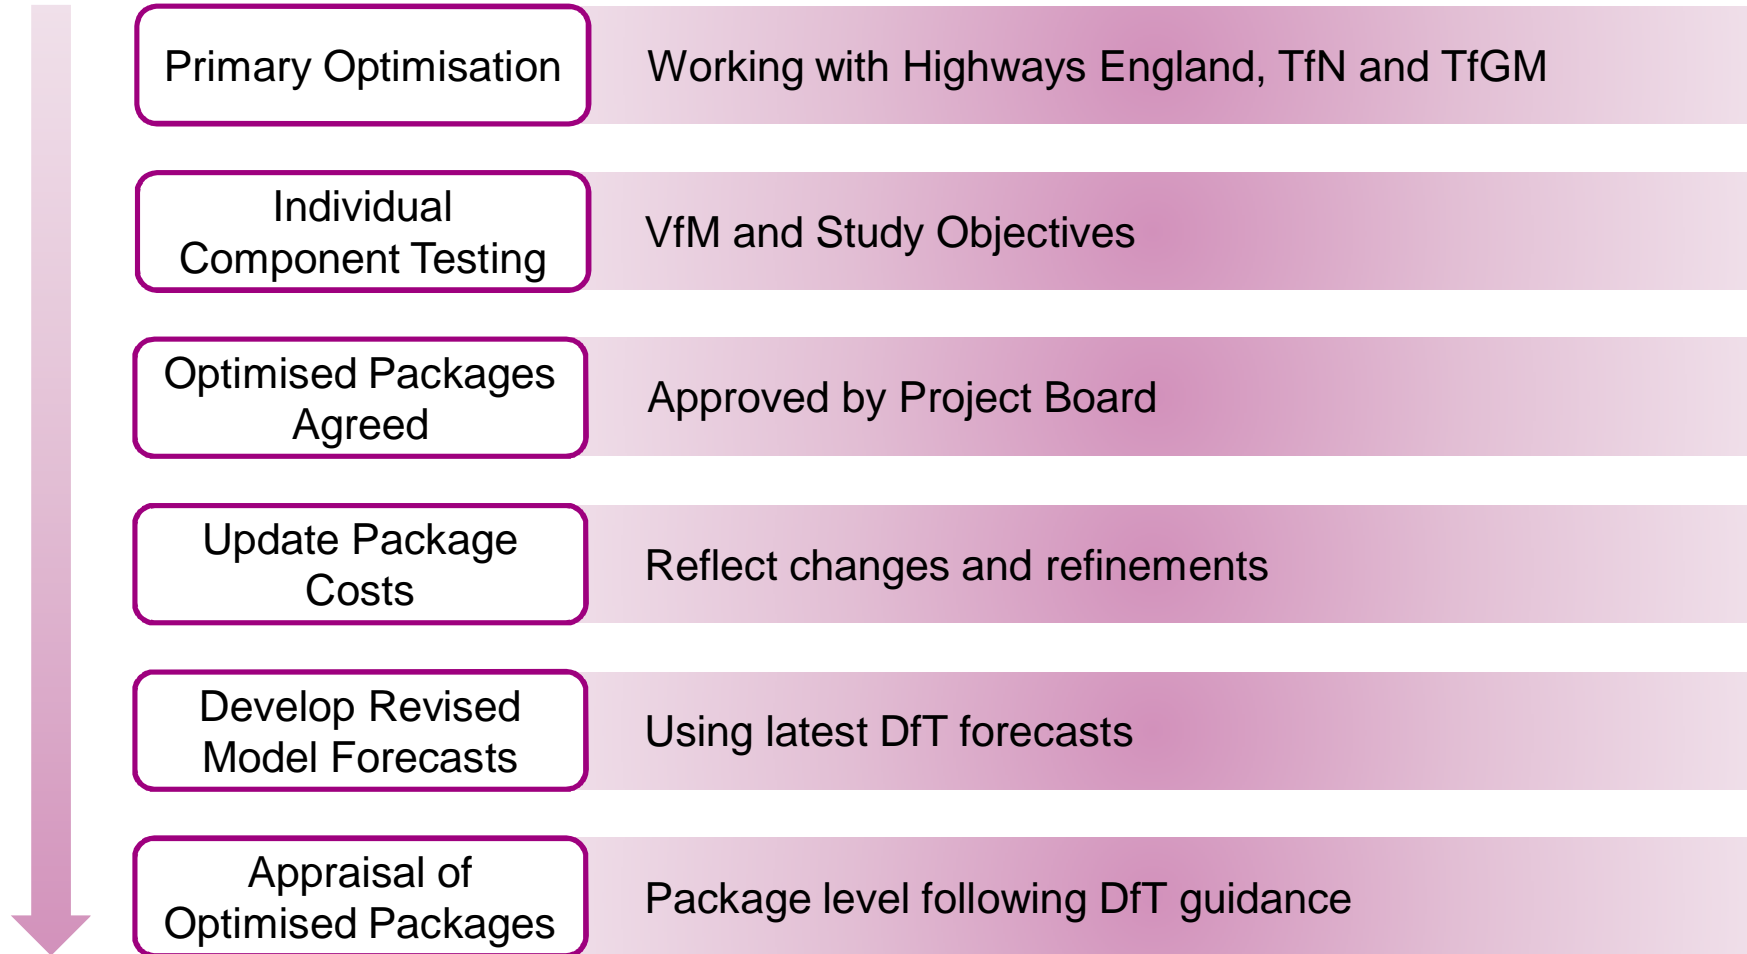 Primary Optimisation
Working with Highways England, TfN and TfGM
Individual
Component Testing
VfM and Study Objectives
Optimised Packages
Agreed
Approved by Project Board
Update Package
Costs
Reflect changes and refinements
Develop Revised
Model Forecasts
Using latest DfT forecasts
Appraisal of
Optimised Packages
Package level following DfT guidance